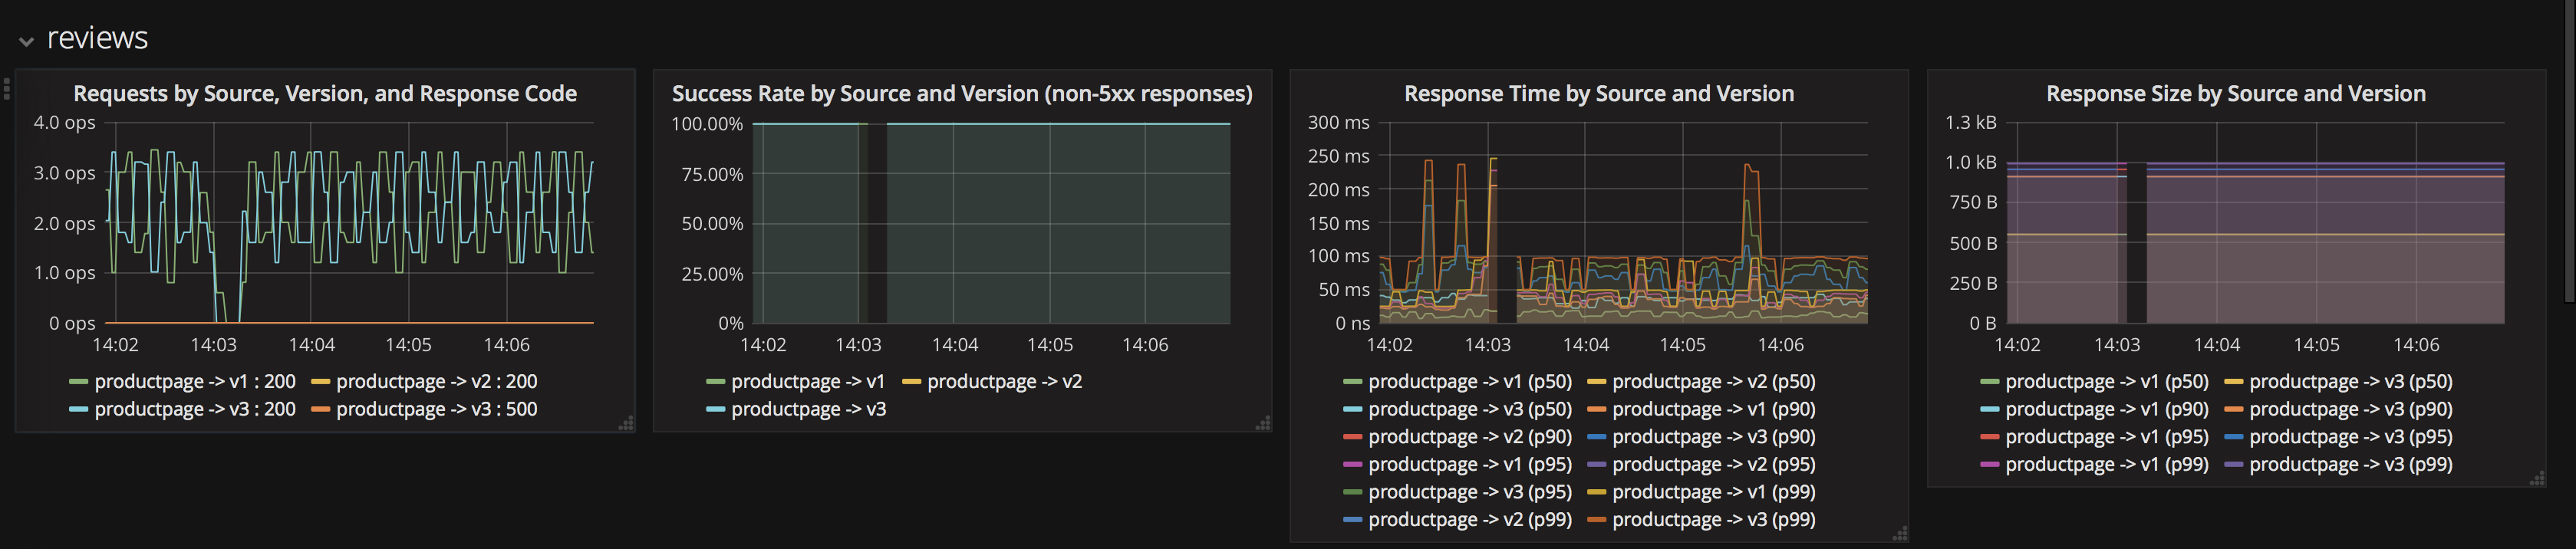 reviews
Requests by Source, Version, and Response Code
4.0 ops
3.0 ops
2.0 ops
1.0 ops
0 ops
14:02 14:03 14:04 14:05 14:06
productpage -> v1 : 200 productpage -> v2 : 200
productpage -> v3 : 200 productpage -> v3 : 500
Success Rate by Source and Version (non-5xx responses)
100.00%
75.00%
50.00%
25.00%
0%
14:02 14:03 14:04 14:05 14:06
productpage -> v1 productpage -> v2
productpage -> v3
Response Time by Source and Version
300 ms
250 ms
200 ms
150 ms
100 ms
50 ms
0 ns
14:02 14:03 14:04 14:05 14:06
productpage -> v1 (p50) productpage -> v2 (p50)
productpage -> v3 (p50) productpage -> v1 (p90)
productpage -> v2 (p90) productpage -> v3 (p90)
productpage -> v1 (p95) productpage -> v2 (p95)
productpage -> v3 (p95) productpage -> v1 (p99)
productpage -> v2 (p99) productpage -> v3 (p99)
Response Size by Source and Version
1.3 kB
1.0 kB
750 B
500 B
250 B
0 B
14:02 14:03 14:04 14:05 14:06
productpage -> v1 (p50) productpage -> v3 (p50)
productpage -> v1 (p90) productpage -> v3 (p90)
productpage -> v1 (p95) productpage -> v3 (p95)
productpage -> v1 (p99) productpage -> v3 (p99)